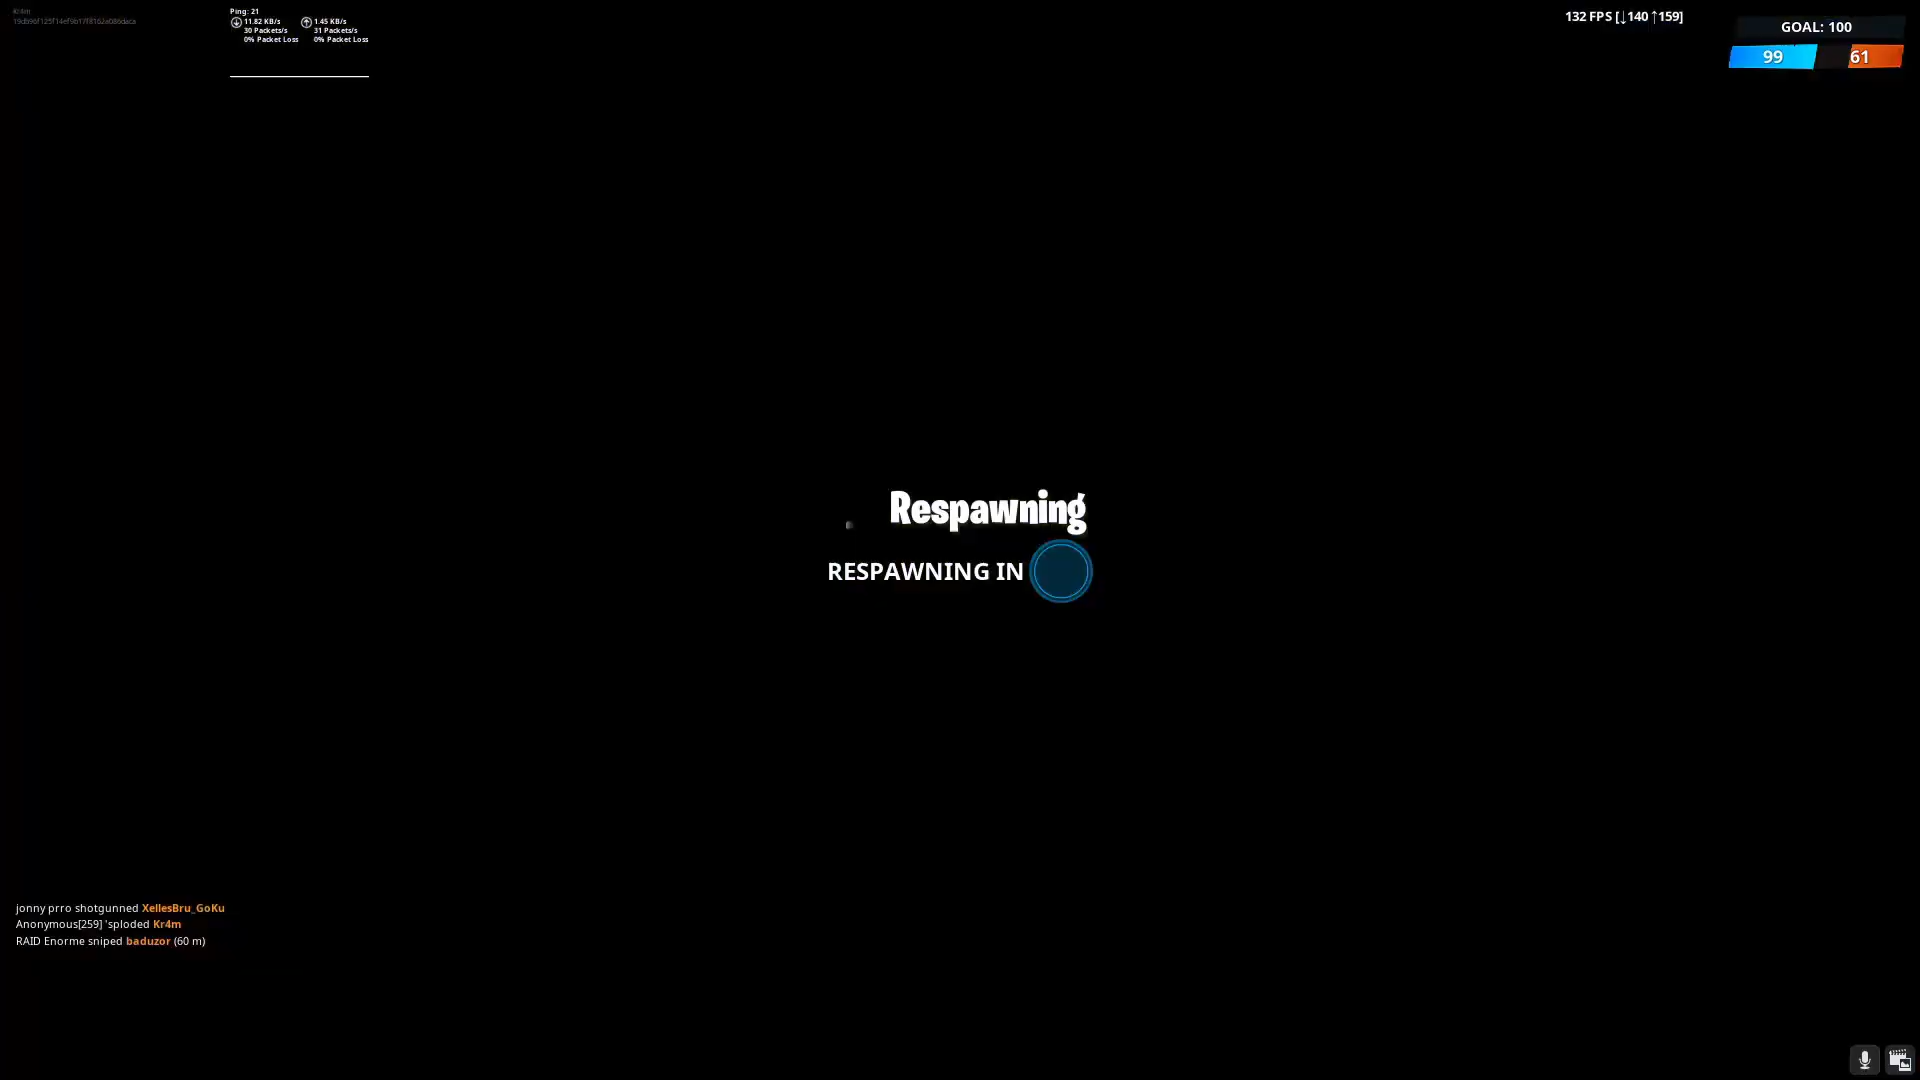 Kr4m
Ping: 21
11.82 KB/s 1.45 KB/s
30 Packets/s 31 Packets/s
0% Packet Loss 0% Packet Loss
132 FPS [↓140 ↑159]
GOAL: 100
99 61
Respawning
RESPAWNING IN
jonny prro shotgunned XellesBru_GoKu
Anonymous[259] 'sploded Kr4m
RAID Enorme sniped baduzor (60 m)